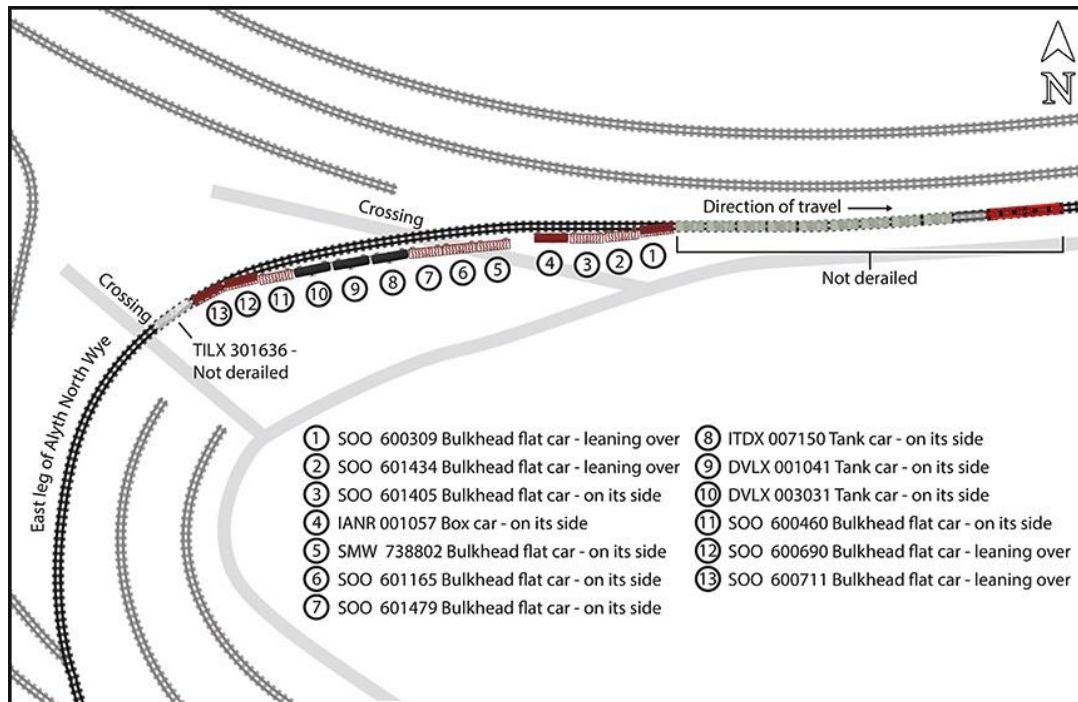 N
Crossing
Direction of travel
Not derailed
④ ③ ② ①
⑬ ⑫ ⑪ ⑩ ⑨ ⑧ ⑦ ⑥ ⑤
Crossing
TILX 301636 -
Not derailed
East leg of Alyth North Wye
① SOO 600309 Bulkhead flat car - leaning over
② SOO 601434 Bulkhead flat car - leaning over
③ SOO 601405 Bulkhead flat car - on its side
④ IANR 001057 Box car - on its side
⑤ SMW 738802 Bulkhead flat car - on its side
⑥ SOO 601165 Bulkhead flat car - on its side
⑦ SOO 601479 Bulkhead flat car - on its side
⑧ ITDX 007150 Tank car - on its side
⑨ DVLX 001041 Tank car - on its side
⑩ DVLX 003031 Tank car - on its side
⑪ SOO 600460 Bulkhead flat car - on its side
⑫ SOO 600690 Bulkhead flat car - leaning over
⑬ SOO 600711 Bulkhead flat car - leaning over